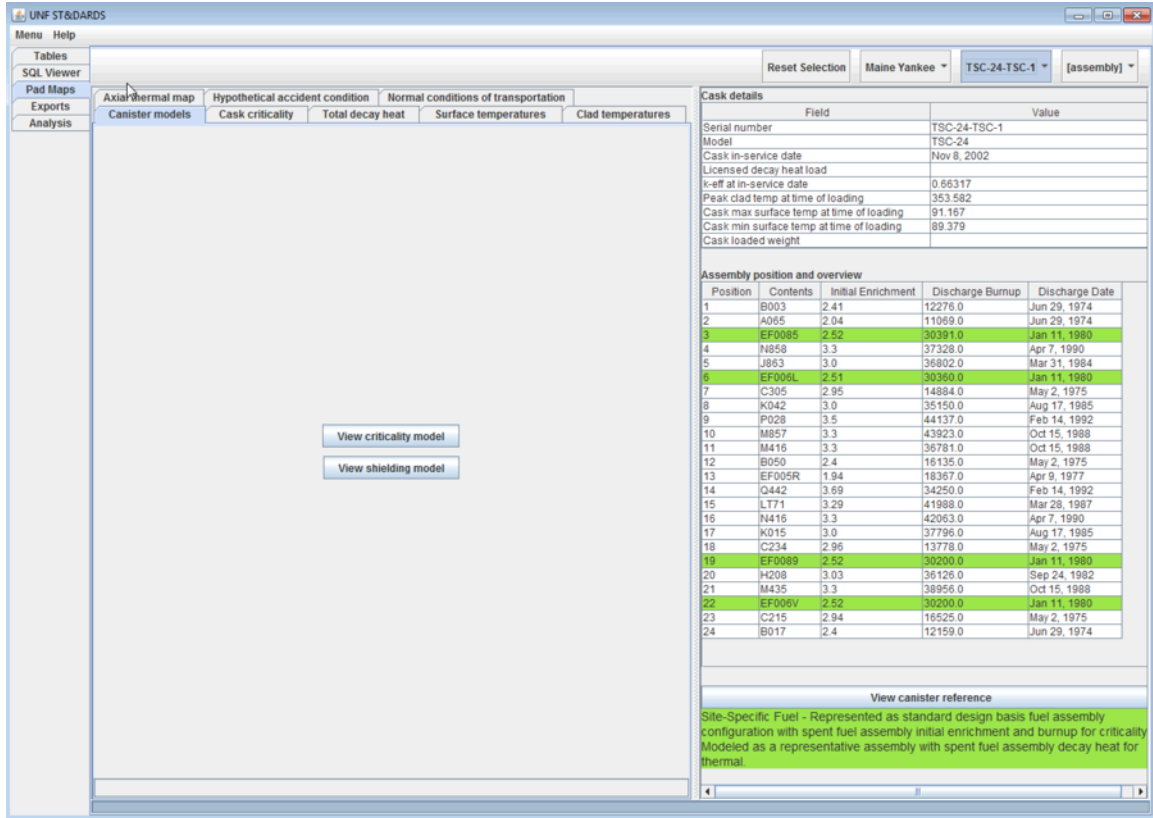 UNF ST&DARDS
Menu Help
Tables
SQL Viewer
Pad Maps
Exports
Analysis
Reset Selection Maine Yankee TSC-24-TSC-1 [assembly]
Axial thermal map Hypothetical accident condition Normal conditions of transportation
Canister models Cask criticality Total decay heat Surface temperatures Clad temperatures
View criticality model
View shielding model
Cask details
Field Value
Serial number TSC-24-TSC-1
Model TSC-24
Cask in-service date Nov 8, 2002
Licensed decay heat load
k-eff at in-service date 0.66317
Peak clad temp at time of loading 353.582
Cask max surface temp at time of loading 91.167
Cask min surface temp at time of loading 89.379
Cask loaded weight
Assembly position and overview
Position Contents Initial Enrichment Discharge Burnup Discharge Date
1 B003 2.41 12276.0 Jun 29, 1974
2 A065 2.04 11069.0 Jun 29, 1974
3 EF0085 2.52 30391.0 Jan 11, 1980
4 N858 3.3 37328.0 Apr 7, 1990
5 J863 3.0 36802.0 Mar 31, 1984
6 EF006L 2.51 30360.0 Jan 11, 1980
7 C305 2.95 14884.0 May 2, 1975
8 K042 3.0 35150.0 Aug 17, 1985
9 P028 3.5 44137.0 Feb 14, 1992
10 M857 3.3 43923.0 Oct 15, 1988
11 M416 3.3 36781.0 Oct 15, 1988
12 B050 2.4 16135.0 May 2, 1975
13 EF005R 1.94 18367.0 Apr 9, 1977
14 Q442 3.69 34250.0 Feb 14, 1992
15 LT71 3.29 41988.0 Mar 28, 1987
16 N416 3.3 42063.0 Apr 7, 1990
17 K015 3.0 37796.0 Aug 17, 1985
18 C234 2.96 13778.0 May 2, 1975
19 EF0089 2.52 30200.0 Jan 11, 1980
20 H208 3.03 36126.0 Sep 24, 1982
21 M435 3.3 38956.0 Oct 15, 1988
22 EF006V 2.52 30200.0 Jan 11, 1980
23 C215 2.94 16525.0 May 2, 1975
24 B017 2.4 12159.0 Jun 29, 1974
View canister reference
Site-Specific Fuel - Represented as standard design basis fuel assembly
configuration with spent fuel assembly initial enrichment and burnup for criticality
Modeled as a representative assembly with spent fuel assembly decay heat for
thermal.